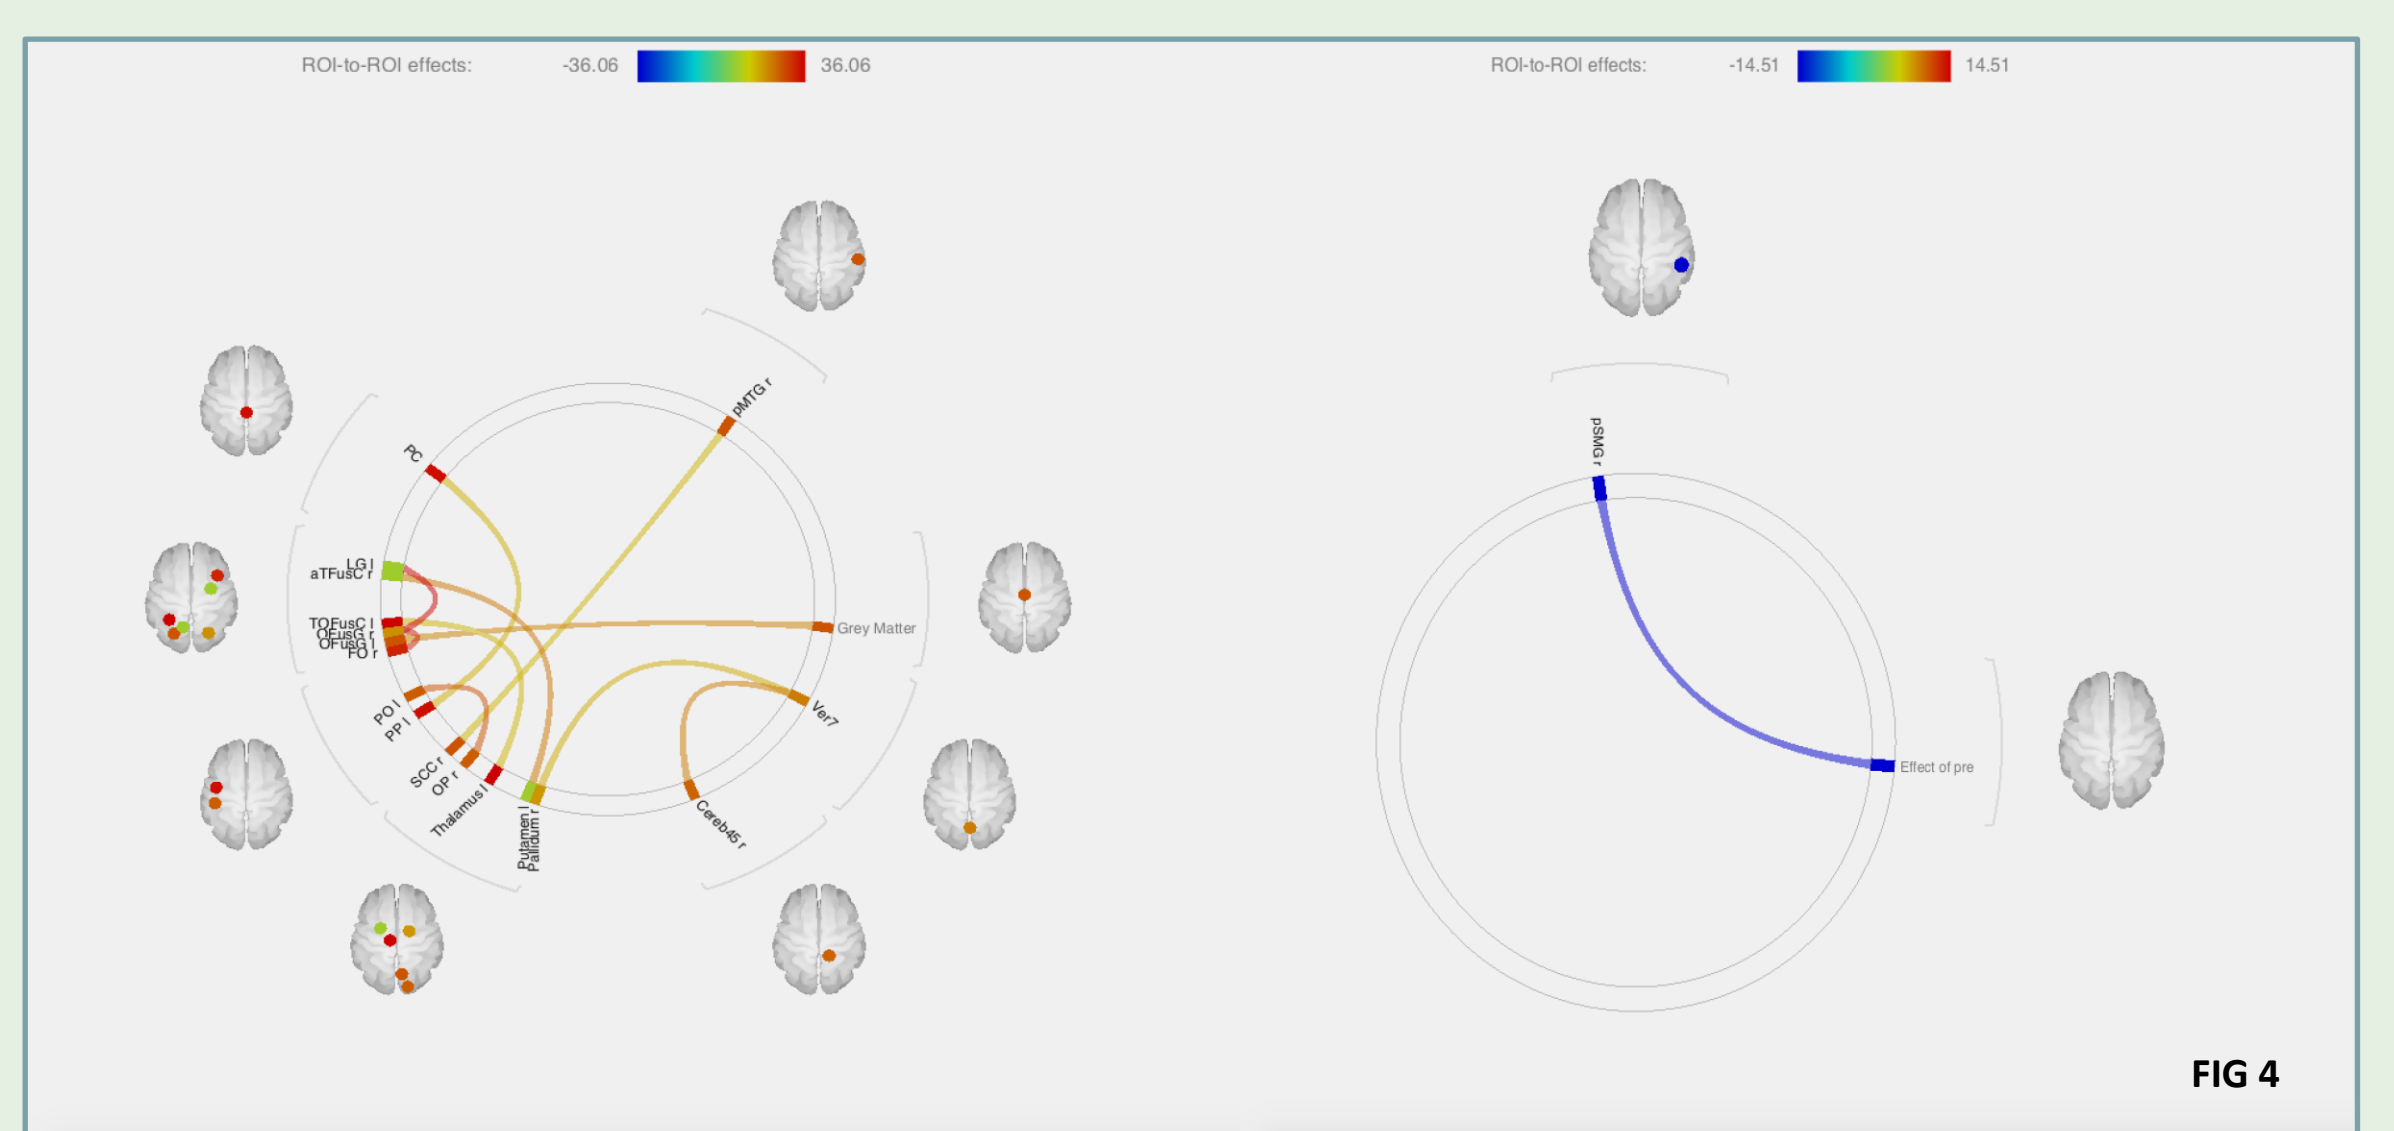 ROI-to-ROI effects: -36.06 36.06
ROI-to-ROI effects: -14.51 14.51
pMTG r
PC
LG l
aTFusC r
TOFusC l
OFusG r
OFusG l
FO r
PO l
PP l
SCC r
OP r
Thalamus l
Putamen l
Pallidum r
Cereb45 r
Ver7
Grey Matter
pSMG r
Effect of pre
FIG 4